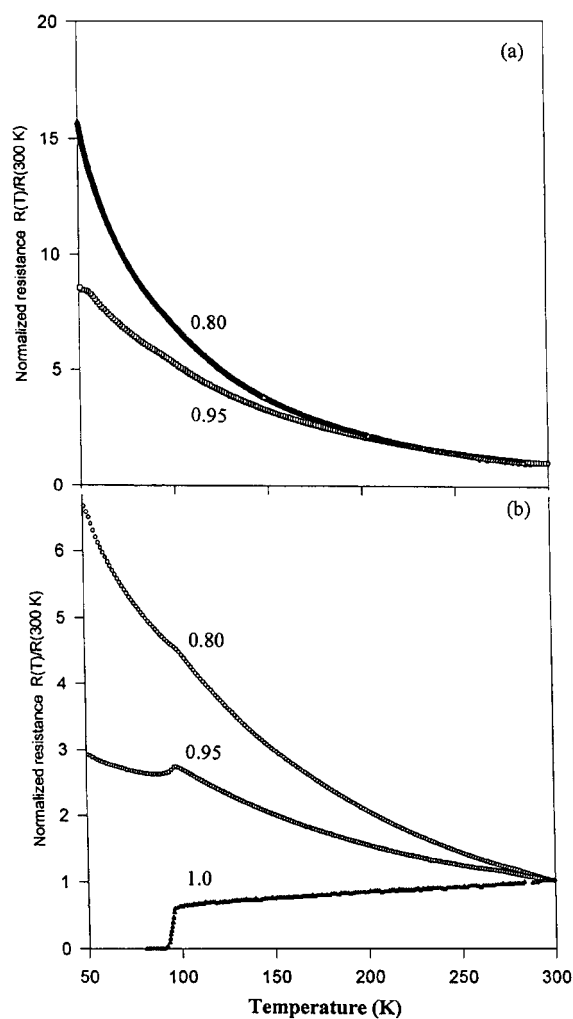 20
(a)
15
10
5
0
Normalized resistance R(T)/R(300 K)
0.80
0.95
(b)
6
5
4
3
2
1
0
Normalized resistance R(T)/R(300 K)
0.80
0.95
1.0
50 100 150 200 250 300
Temperature (K)